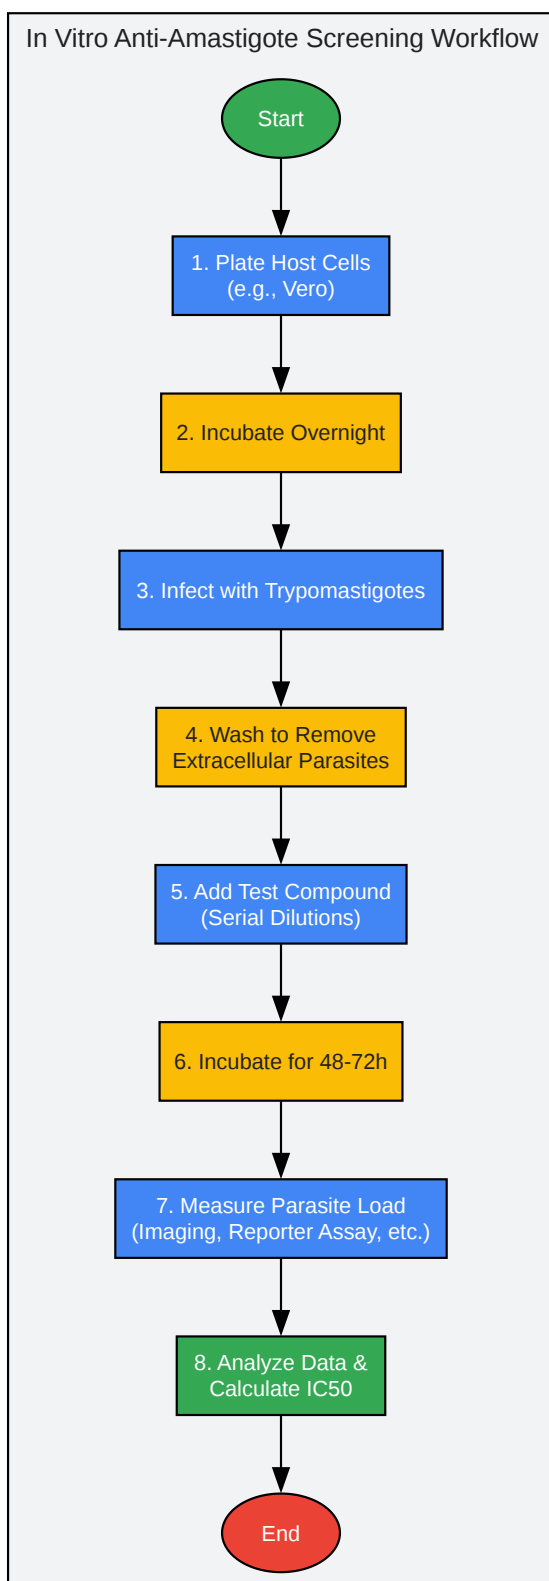 In Vitro Anti-Amastigote Screening Workflow
Start
1. Plate Host Cells
(e.g., Vero)
2. Incubate Overnight
3. Infect with Trypomastigotes
4. Wash to Remove
Extracellular Parasites
5. Add Test Compound
(Serial Dilutions)
6. Incubate for 48-72h
7. Measure Parasite Load
(Imaging, Reporter Assay, etc.)
8. Analyze Data &
Calculate IC50
End